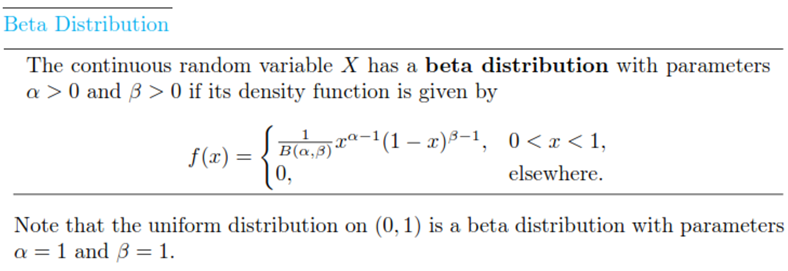 Beta Distribution
The continuous random variable X has a beta distribution with parameters
α > 0 and β > 0 if its density function is given by
f(x) = { 1/B(α,β) x^{α−1}(1 − x)^{β−1}, 0 < x < 1,
0, elsewhere.
Note that the uniform distribution on (0, 1) is a beta distribution with parameters
α = 1 and β = 1.